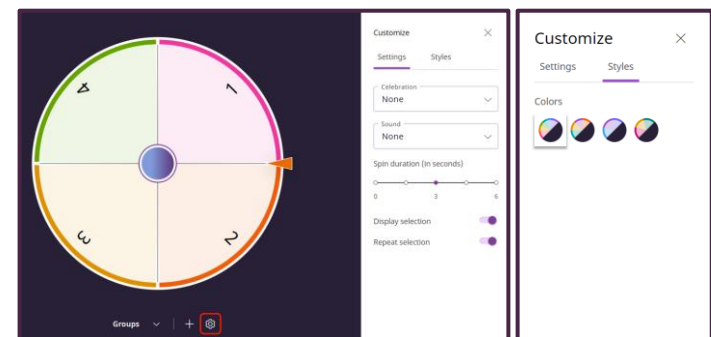 4
1
3
2
Groups
Customize
Settings Styles
Celebration
None
Sound
None
Spin duration (in seconds)
0 3 6
Display selection
Repeat selection
Customize
Settings Styles
Colors